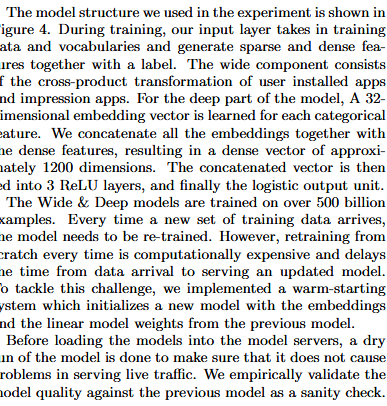 The model structure we used in the experiment is shown in
igure 4. During training, our input layer takes in training
ata and vocabularies and generate sparse and dense fea-
ures together with a label. The wide component consists
f the cross-product transformation of user installed apps
nd impression apps. For the deep part of the model, A 32-
imensional embedding vector is learned for each categorical
eature. We concatenate all the embeddings together with
he dense features, resulting in a dense vector of approxi-
mately 1200 dimensions. The concatenated vector is then
ed into 3 ReLU layers, and finally the logistic output unit.
The Wide & Deep models are trained on over 500 billion
xamples. Every time a new set of training data arrives,
he model needs to be re-trained. However, retraining from
cratch every time is computationally expensive and delays
he time from data arrival to serving an updated model.
To tackle this challenge, we implemented a warm-starting
ystem which initializes a new model with the embeddings
nd the linear model weights from the previous model.
Before loading the models into the model servers, a dry
un of the model is done to make sure that it does not cause
problems in serving live traffic. We empirically validate the
model quality against the previous model as a sanity check.